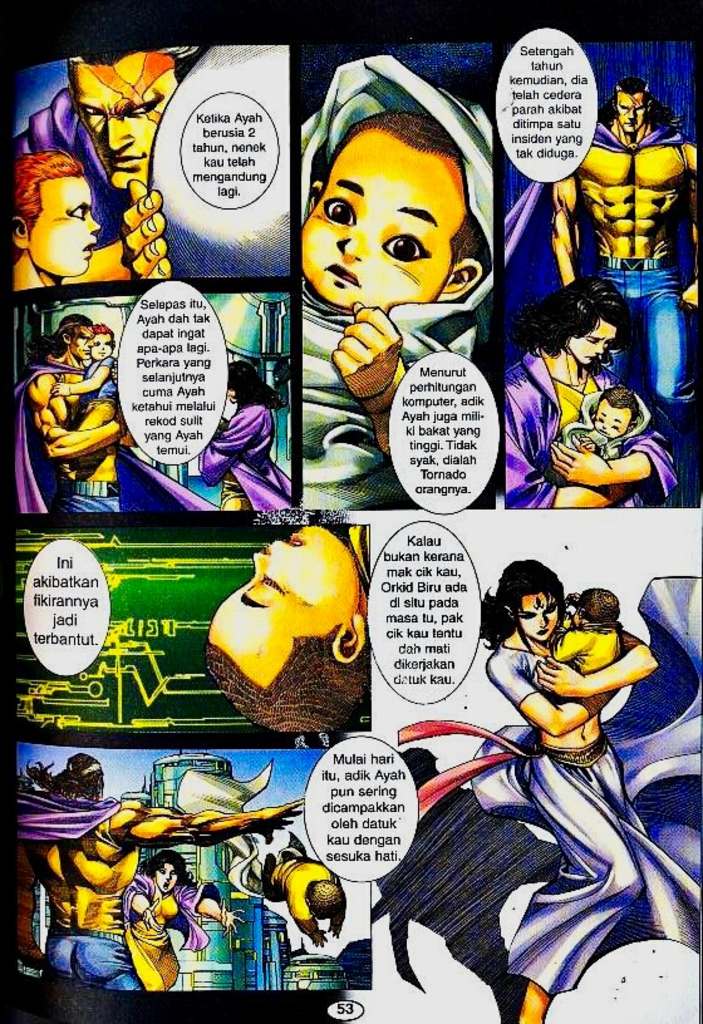 Ketika Ayah
berusia 2
tahun, nenek
kau telah
mengandung
lagi.
Selepas itu,
Ayah dah tak
dapat ingat
apa-apa lagi.
Perkara yang
selanjutnya
cuma Ayah
ketahui melalui
rekod sulit
yang Ayah
temui.
Menurut
perhitungan
komputer, adik
Ayah juga mili-
ki bakat yang
tinggi. Tidak
syak, dialah
Tornado
orangnya.
Setengah
tahun
kemudian, dia
telah cedera
parah akibat
ditimpa satu
insiden yang
tak diduga.
Ini
akibatkan
fikirannya
jadi
terbantut.
Kalau
bukan kerana
mak cik kau,
Orkid Biru ada
di situ pada
masa tu, pak
cik kau tentu
dah mati
dikerjakan
datuk kau.
Mulai hari
itu, adik Ayah
pun sering
dicampakkan
oleh datuk
kau dengan
sesuka hati.
53